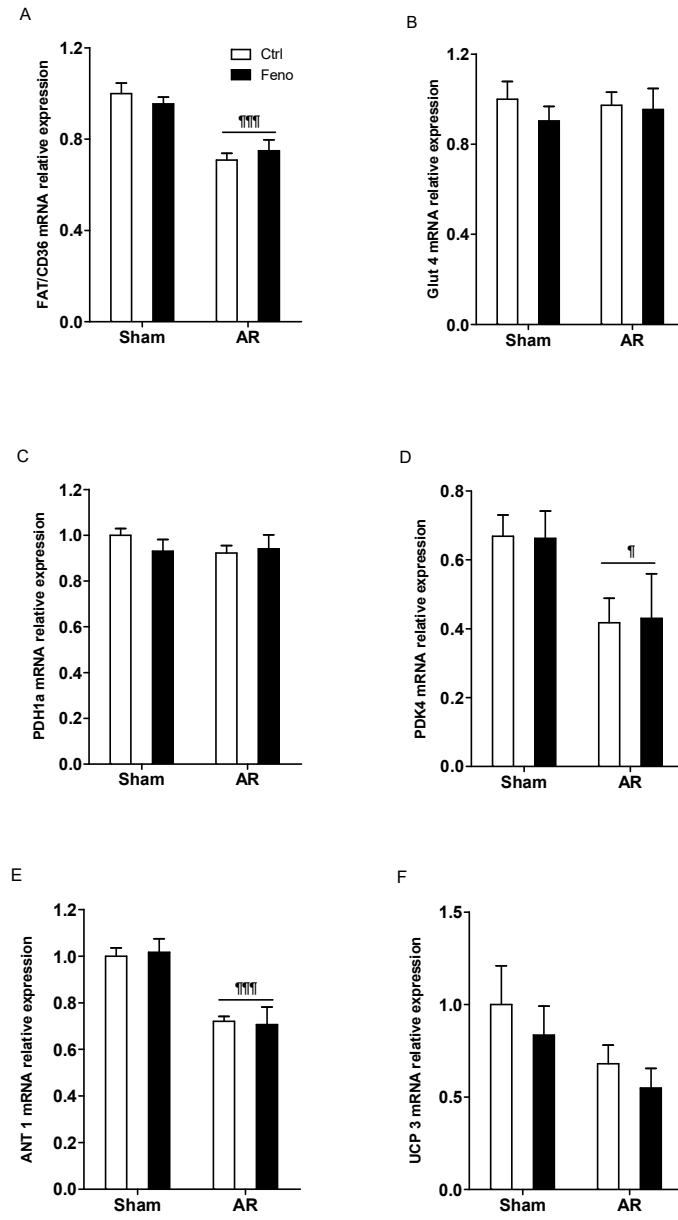 A
FAT/CD36 mRNA relative expression
1.2
0.8
0.4
0.0
Ctrl
Feno
¶¶¶
Sham AR
B
Glut 4 mRNA relative expression
1.2
0.8
0.4
0.0
Sham AR
C
PDH1a mRNA relative expression
1.2
1.0
0.8
0.6
0.4
0.2
0.0
Sham AR
D
PDK4 mRNA relative expression
0.8
0.6
0.4
0.2
0.0
¶
Sham AR
E
ANT 1 mRNA relative expression
1.2
1.0
0.8
0.6
0.4
0.2
0.0
¶¶¶
Sham AR
F
UCP 3 mRNA relative expression
1.5
1.0
0.5
0.0
Sham AR